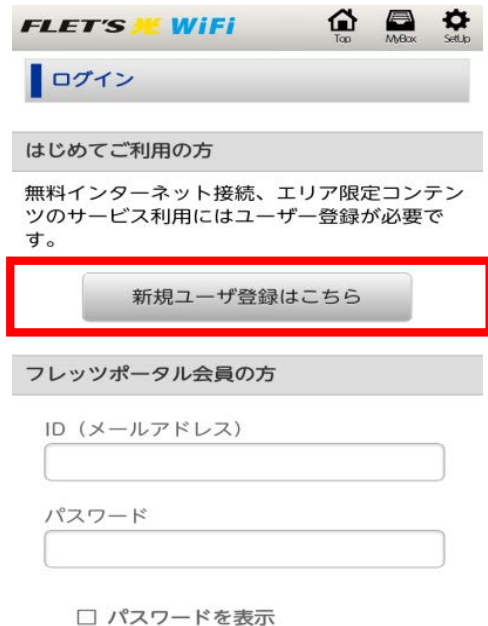 FLET'S 光 WiFi
Top MyBox SetUp
ログイン
はじめてご利用の方
無料インターネット接続、エリア限定コンテン
ツのサービス利用にはユーザー登録が必要で
す。
新規ユーザ登録はこちら
フレッツポータル会員の方
ID（メールアドレス）
パスワード
パスワードを表示